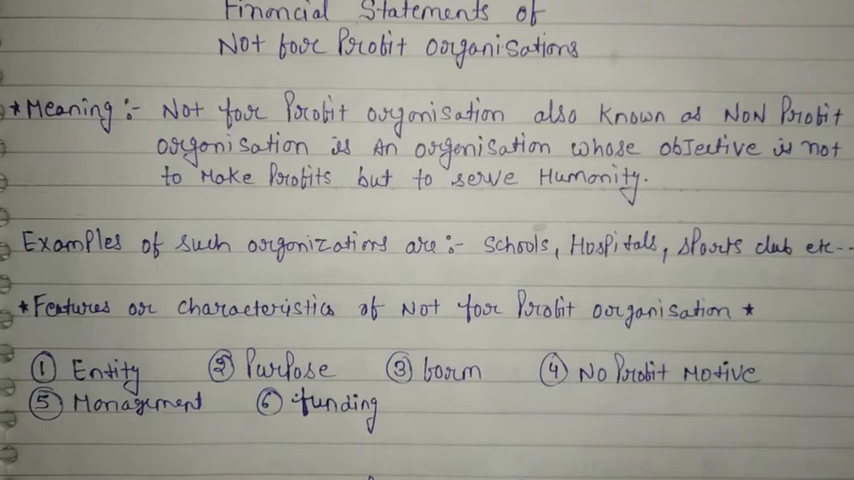 Financial Statements of
Not for Profit Organisations
* Meaning :- Not for Profit organisation also known as NON Profit
organisation is An organisation whose objective is not
to Make Profits but to serve Humanity.
Examples of such organizations are :- Schools, Hospitals, sports club etc--
* Features or characteristics of Not for Profit organisation *
① Entity ② Purpose ③ form ④ No Profit Motive
⑤ Management ⑥ funding